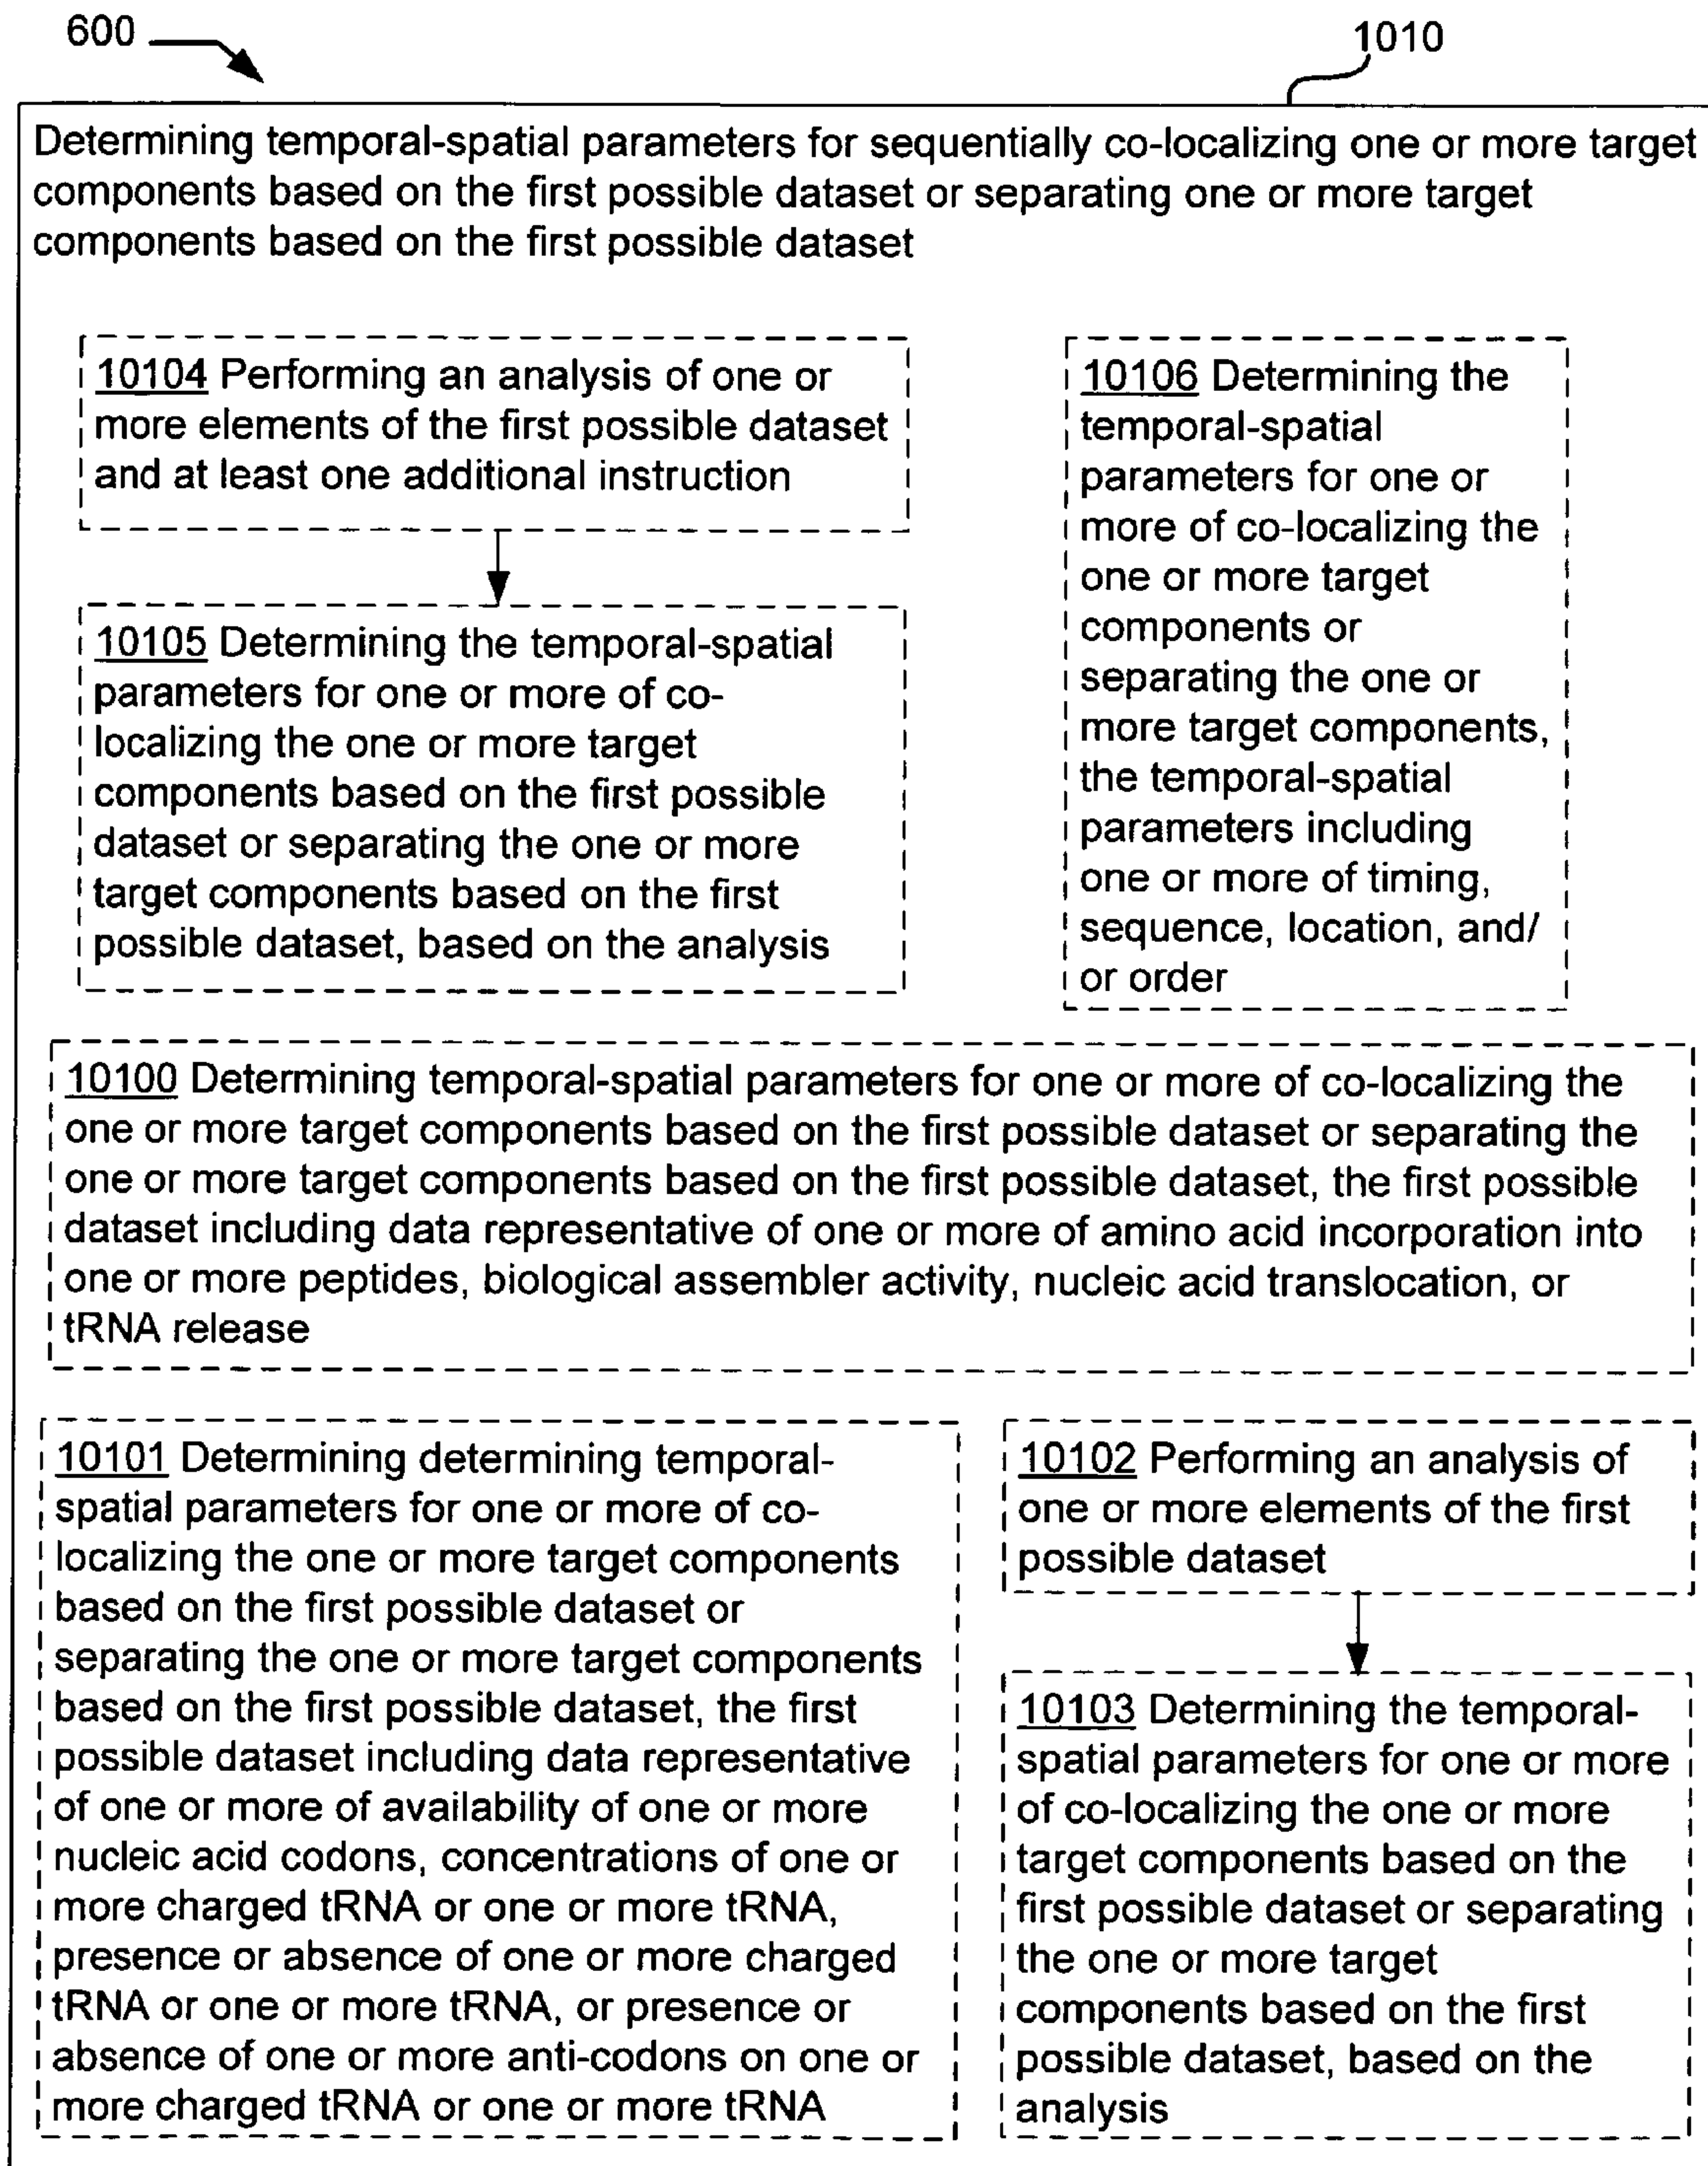 600
1010
Determining temporal-spatial parameters for sequentially co-localizing one or more target
components based on the first possible dataset or separating one or more target
components based on the first possible dataset
10104 Performing an analysis of one or
more elements of the first possible dataset
and at least one additional instruction
10105 Determining the temporal-spatial
parameters for one or more of co-
localizing the one or more target
components based on the first possible
dataset or separating the one or more
target components based on the first
possible dataset, based on the analysis
10106 Determining the
temporal-spatial
parameters for one or
more of co-localizing the
one or more target
components or
separating the one or
more target components,
the temporal-spatial
parameters including
one or more of timing,
sequence, location, and/
or order
10100 Determining temporal-spatial parameters for one or more of co-localizing the
one or more target components based on the first possible dataset or separating the
one or more target components based on the first possible dataset, the first possible
dataset including data representative of one or more of amino acid incorporation into
one or more peptides, biological assembler activity, nucleic acid translocation, or
tRNA release
10101 Determining determining temporal-
spatial parameters for one or more of co-
localizing the one or more target components
based on the first possible dataset or
separating the one or more target components
based on the first possible dataset, the first
possible dataset including data representative
of one or more of availability of one or more
nucleic acid codons, concentrations of one or
more charged tRNA or one or more tRNA,
presence or absence of one or more charged
tRNA or one or more tRNA, or presence or
absence of one or more anti-codons on one or
more charged tRNA or one or more tRNA
10102 Performing an analysis of
one or more elements of the first
possible dataset
10103 Determining the temporal-
spatial parameters for one or more
of co-localizing the one or more
target components based on the
first possible dataset or separating
the one or more target
components based on the first
possible dataset, based on the
analysis